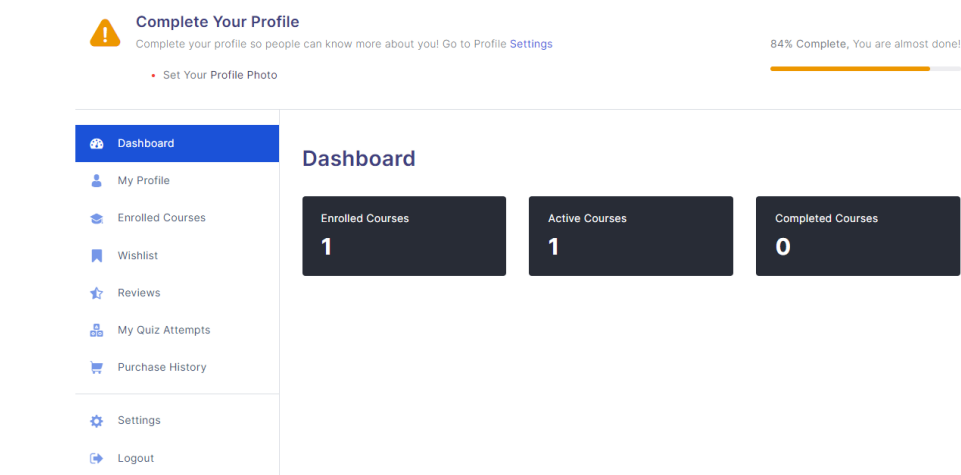 Complete Your Profile
Complete your profile so people can know more about you! Go to Profile Settings
84% Complete, You are almost done!
Set Your Profile Photo
Dashboard
My Profile
Enrolled Courses
Wishlist
Reviews
My Quiz Attempts
Purchase History
Settings
Logout
Dashboard
Enrolled Courses
1
Active Courses
1
Completed Courses
0